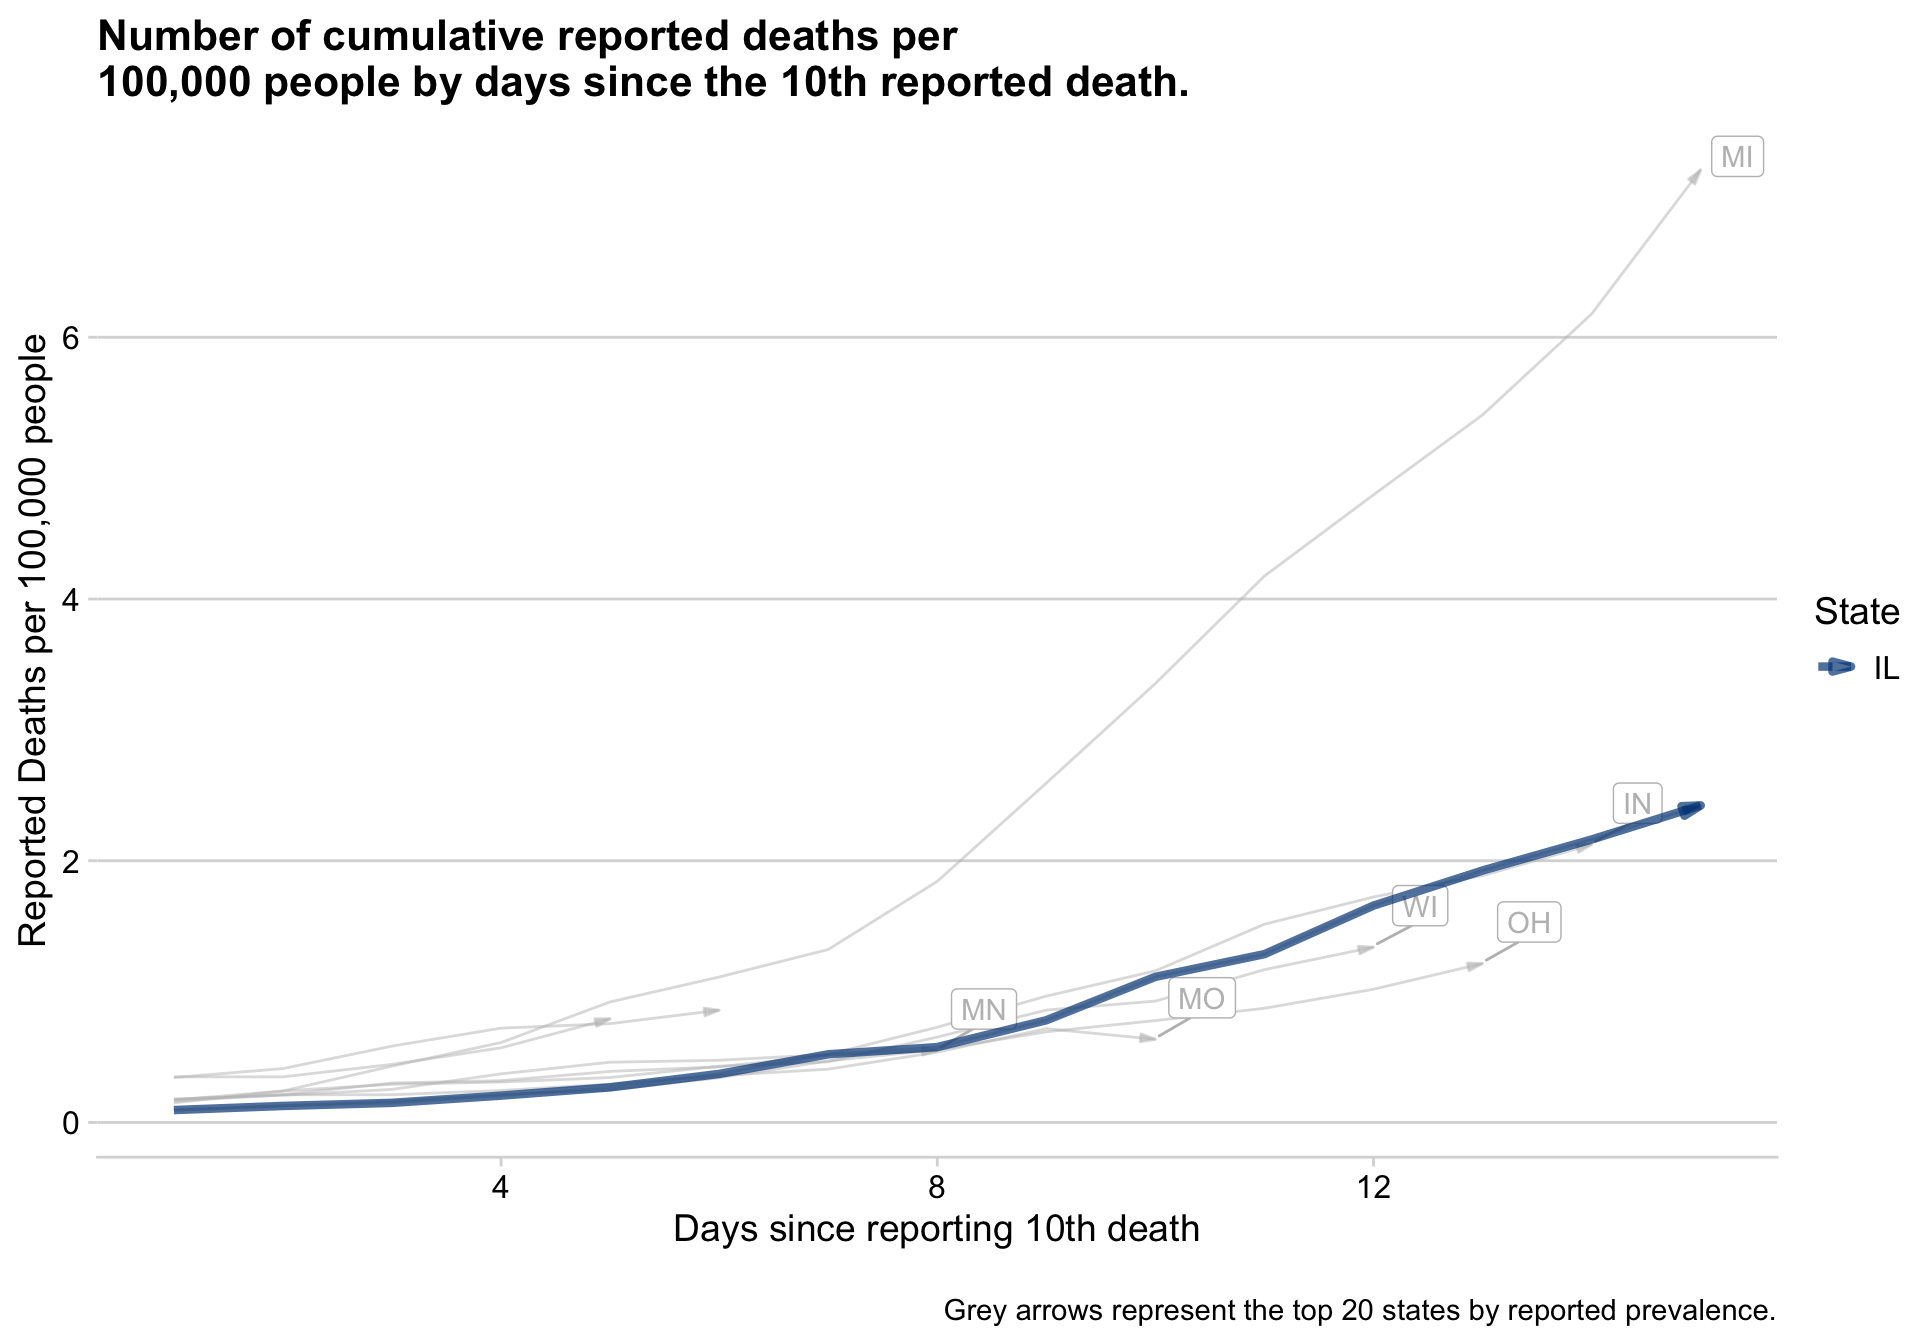 Number of cumulative reported deaths per
100,000 people by days since the 10th reported death.
MI
6
4
2
0
Reported Deaths per 100,000 people
IN
WI
OH
MO
MN
State
IL
4
8
12
Days since reporting 10th death
Grey arrows represent the top 20 states by reported prevalence.